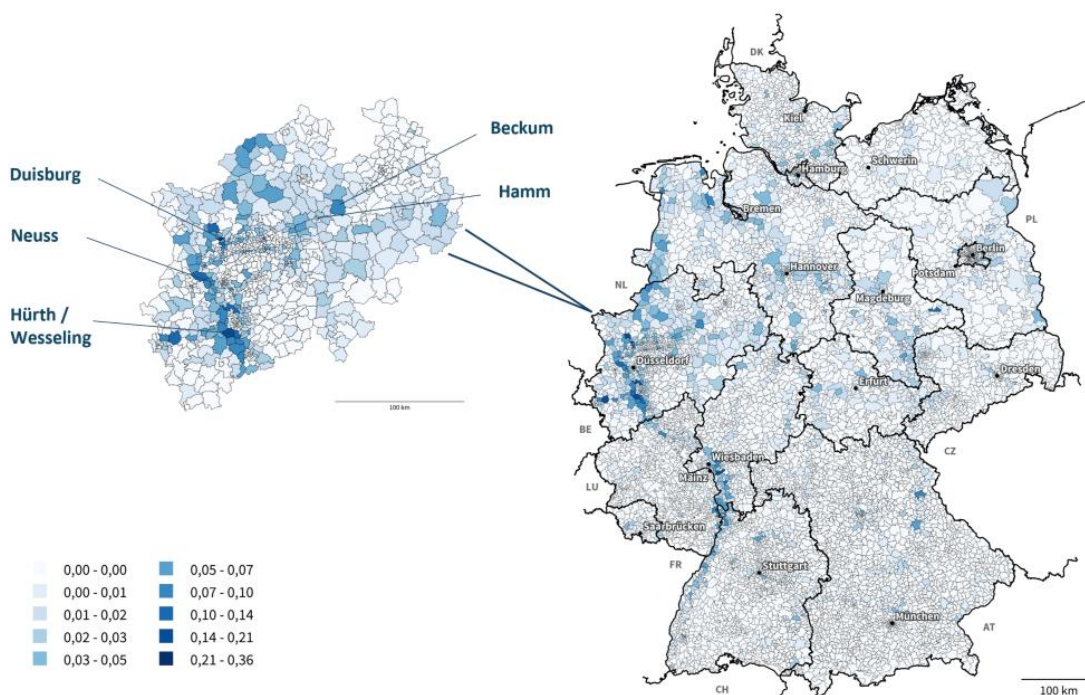 Beckum
Duisburg
Hamm
Neuss
Hürth /
Wesseling
100 km
0,00 - 0,00
0,00 - 0,01
0,01 - 0,02
0,02 - 0,03
0,03 - 0,05
0,05 - 0,07
0,07 - 0,10
0,10 - 0,14
0,14 - 0,21
0,21 - 0,36
DK
Kiel
Schwerin
Hamburg
Bremen
PL
Berlin
Hannover
Potsdam
NL
Magdeburg
Düsseldorf
Erfurt
Dresden
BE
CZ
Wiesbaden
Mainz
LU
Saarbrücken
FR
Stuttgart
München
AT
CH
100 km